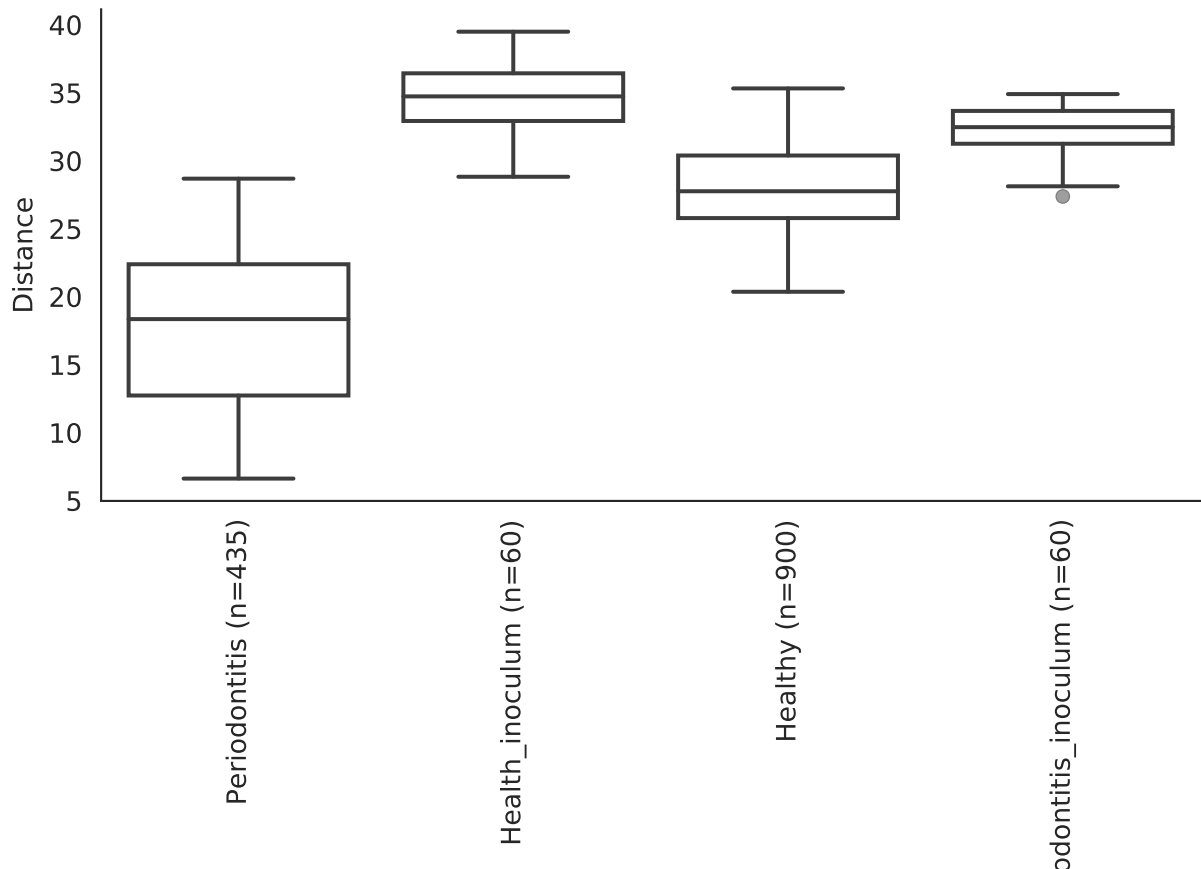 40
35
30
25
20
15
10
5
Distance
Periodontitis (n=435)
Health_inoculum (n=60)
Healthy (n=900)
odontitis_inoculum (n=60)